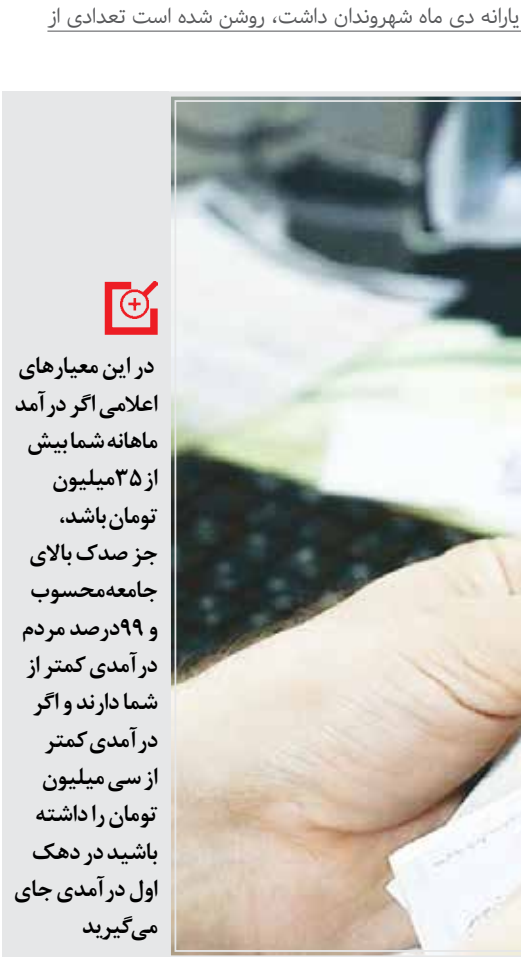 یارانه دی ماه شهروندان داشت، روشن شده است تعدادی از
در این معیارهای
اعلامی اگر درآمد
ماهانه شما بیش
از ۳۵میلیون
تومان باشد،
جز صدک بالای
جامعه‌محسوب
و ۹۹درصد مردم
درآمدی کمتر از
شما دارند و اگر
درآمدی کمتر
از سی میلیون
تومان را داشته
باشید در دهک
اول درآمدی جای
می‌گیرید